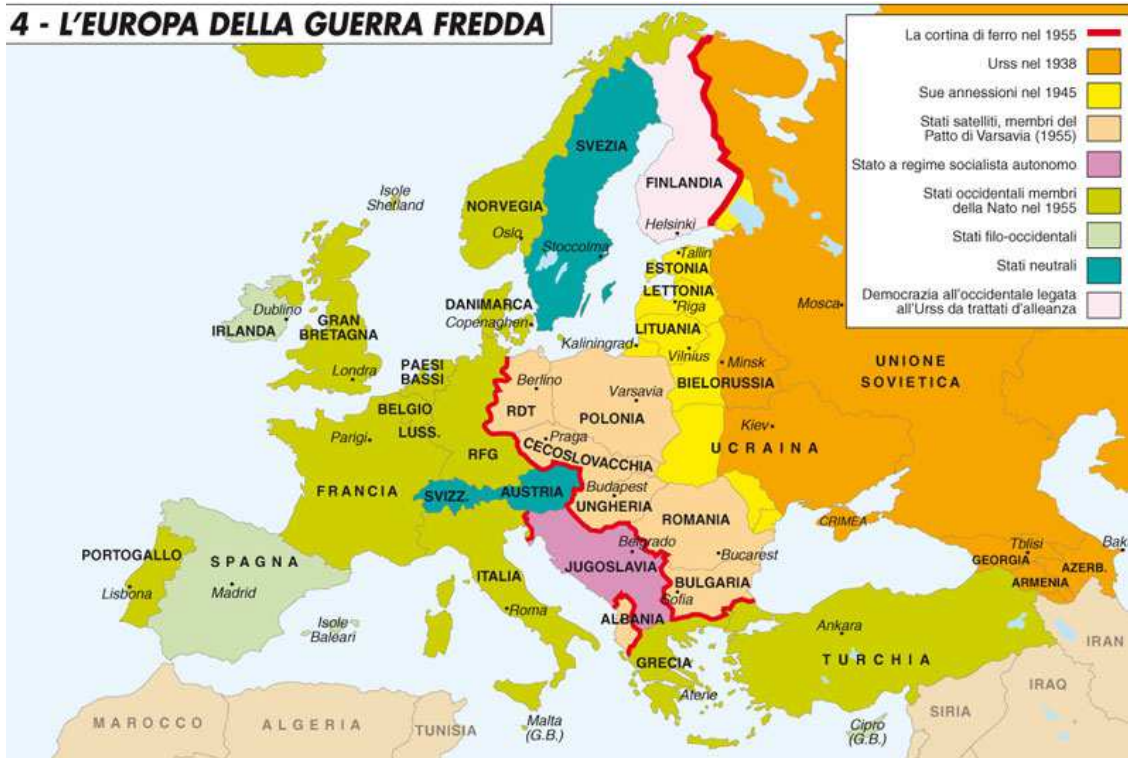 4 - L'EUROPA DELLA GUERRA FREDDA
La cortina di ferro nel 1955
Urss nel 1938
Sue annessioni nel 1945
Stati satelliti, membri del
Patto di Varsavia (1955)
Stato a regime socialista autonomo
Stati occidentali membri
della Nato nel 1955
Stati filo-occidentali
Stati neutrali
Democrazia all'occidentale legata
all'Urss da trattati d'alleanza
SVEZIA
FINLANDIA
Isole
Shetland
NORVEGIA
Oslo
Helsinki
Stoccolma
Tallin
ESTONIA
LETTONIA
Riga
Mosca
DANIMARCA
Copenaghen
Dublino
IRLANDA
GRAN
BRETAGNA
LITUANIA
Kaliningrad
Vilnius
Minsk
UNIONE
SOVIETICA
PAESI
BASSI
Londra
Berlino
Varsavia
BIELORUSSIA
BELGIO
RDT
POLONIA
LUSS.
Parigi
Praga
Kiev
UCRAINA
RFG
CECOSLOVACCHIA
FRANCIA
SVIZZ.
AUSTRIA
Budapest
UNGHERIA
ROMANIA
CRIMEA
PORTOGALLO
SPAGNA
Belgrado
Bucarest
Tblisi
Bak
GEORGIA
AZERB.
ARMENIA
ITALIA
JUGOSLAVIA
BULGARIA
Lisbona
Madrid
Roma
Sofia
ALBANIA
Isole
Baleari
Ankara
TURCHIA
IRAN
GRECIA
Atene
IRAQ
SIRIA
MAROCCO
ALGERIA
TUNISIA
Malta
(G.B.)
Cipro
(G.B.)